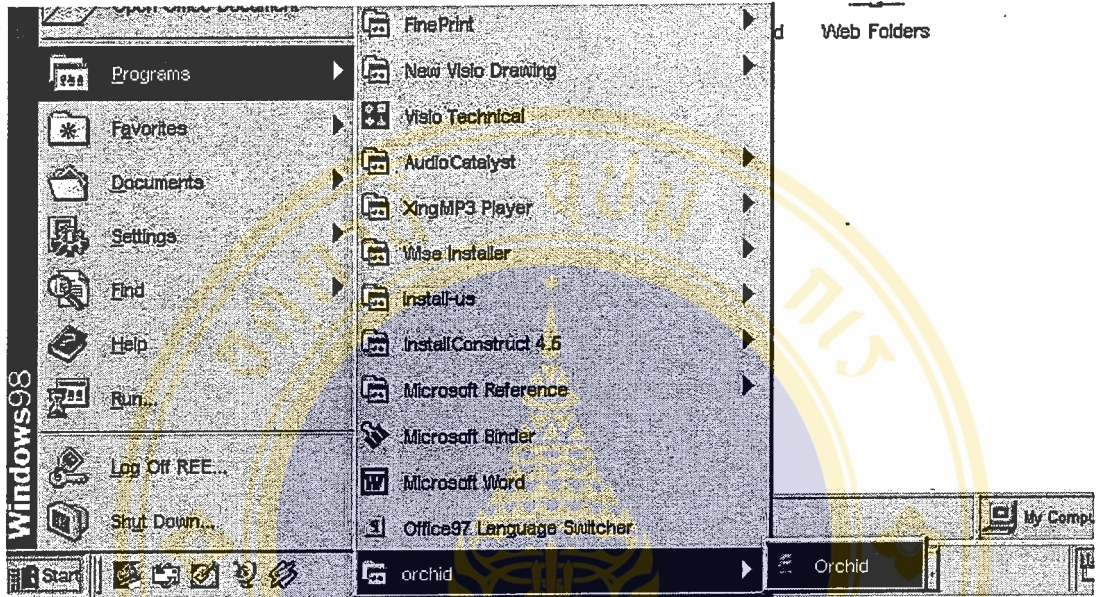 Open Office Document
Programs
Favorites
Documents
Settings
Find
Help
Run...
Log Off REE...
Shut Down...
Windows98
Start
FinePrint
New Visio Drawing
Visio Technical
AudioCatalyst
XingMP3 Player
Wise Installer
Install-us
InstallConstruct 4.5
Microsoft Reference
Microsoft Binder
Microsoft Word
Office97 Language Switcher
orchid
Orchid
d Web Folders
My Compu